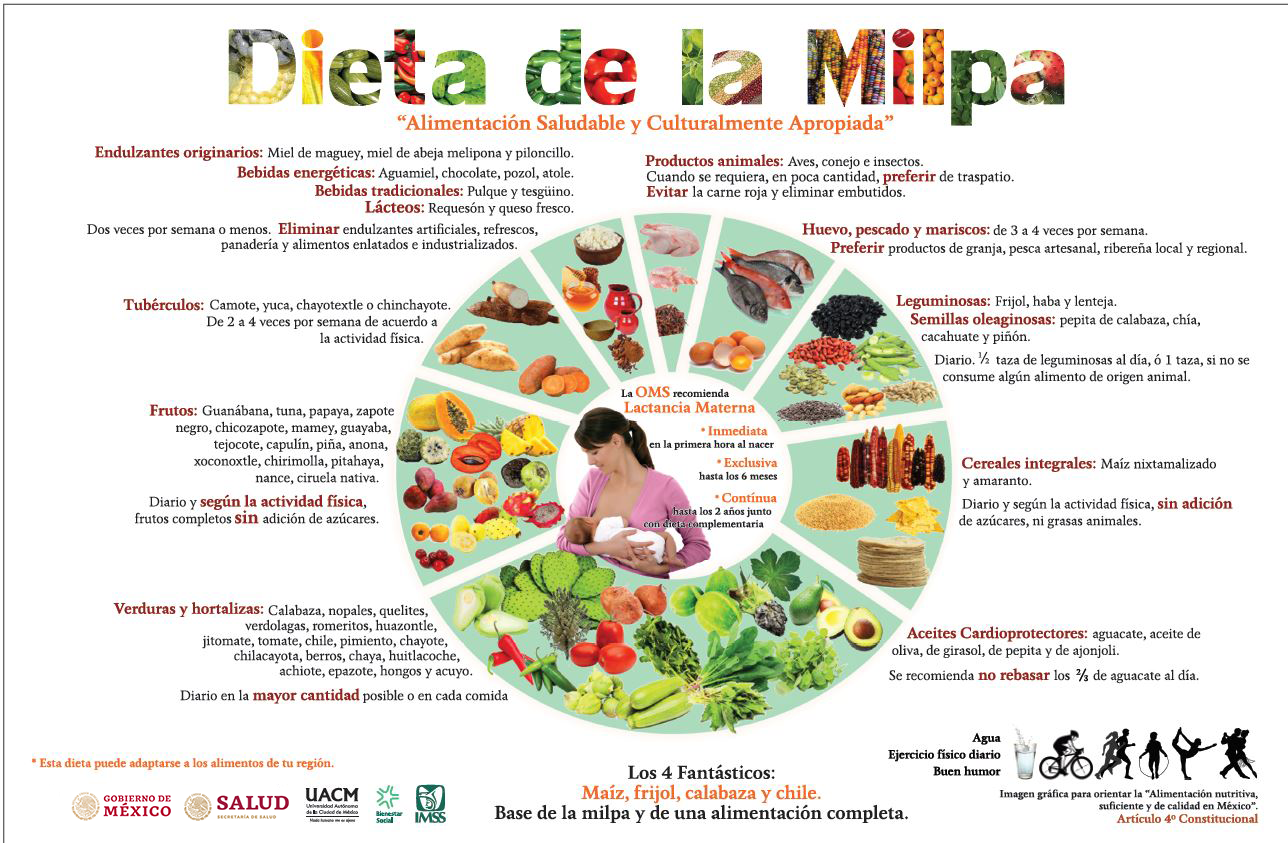 Dieta de la Milpa
“Alimentación Saludable y Culturalmente Apropiada”
Endulzantes originarios: Miel de maguey, miel de abeja melipona y piloncillo.
Bebidas energéticas: Aguamiel, chocolate, pozol, atole.
Bebidas tradicionales: Pulque y tesgüino.
Lácteos: Requesón y queso fresco.
Dos veces por semana o menos. Eliminar endulzantes artificiales, refrescos,
panadería y alimentos enlatados e industrializados.
Productos animales: Aves, conejo e insectos.
Cuando se requiera, en poca cantidad, preferir de traspatio.
Evitar la carne roja y eliminar embutidos.
Huevo, pescado y mariscos: de 3 a 4 veces por semana.
Preferir productos de granja, pesca artesanal, ribereña local y regional.
Tubérculos: Camote, yuca, chayotextle o chinchayote.
De 2 a 4 veces por semana de acuerdo a
la actividad física.
Leguminosas: Frijol, haba y lenteja.
Semillas oleaginosas: pepita de calabaza, chía,
cacahuate y piñón.
Diario. ½ taza de leguminosas al día, ó 1 taza, si no se
consume algún alimento de origen animal.
Frutos: Guanábana, tuna, papaya, zapote
negro, chicozapote, mamey, guayaba,
tejocote, capulín, piña, anona,
xoconoxtle, chirimolla, pitahaya,
nance, ciruela nativa.
Diario y según la actividad física,
frutos completos sin adición de azúcares.
La OMS recomienda
Lactancia Materna
* Inmediata
en la primera hora al nacer
* Exclusiva
hasta los 6 meses
* Contínua
hasta los 2 años junto
con dieta complementaria
Cereales integrales: Maíz nixtamalizado
y amaranto.
Diario y según la actividad física, sin adición
de azúcares, ni grasas animales.
Verduras y hortalizas: Calabaza, nopales, quelites,
verdolagas, romeritos, huazontle,
jitomate, tomate, chile, pimiento, chayote,
chilacayota, berros, chaya, huitlacoche,
achiote, epazote, hongos y acuyo.
Diario en la mayor cantidad posible o en cada comida
Aceites Cardioprotectores: aguacate, aceite de
oliva, de girasol, de pepita y de ajonjoli.
Se recomienda no rebasar los ⅔ de aguacate al día.
* Esta dieta puede adaptarse a los alimentos de tu región.
GOBIERNO DE
MÉXICO
SALUD
SECRETARÍA DE SALUD
UACM
Universidad Autónoma
de la Ciudad de México
Nada humano me es ajeno
Bienestar
Social
IMSS
Los 4 Fantásticos:
Maíz, frijol, calabaza y chile.
Base de la milpa y de una alimentación completa.
Agua
Ejercicio físico diario
Buen humor
Imagen gráfica para orientar la “Alimentación nutritiva,
suficiente y de calidad en México”.
Artículo 4º Constitucional